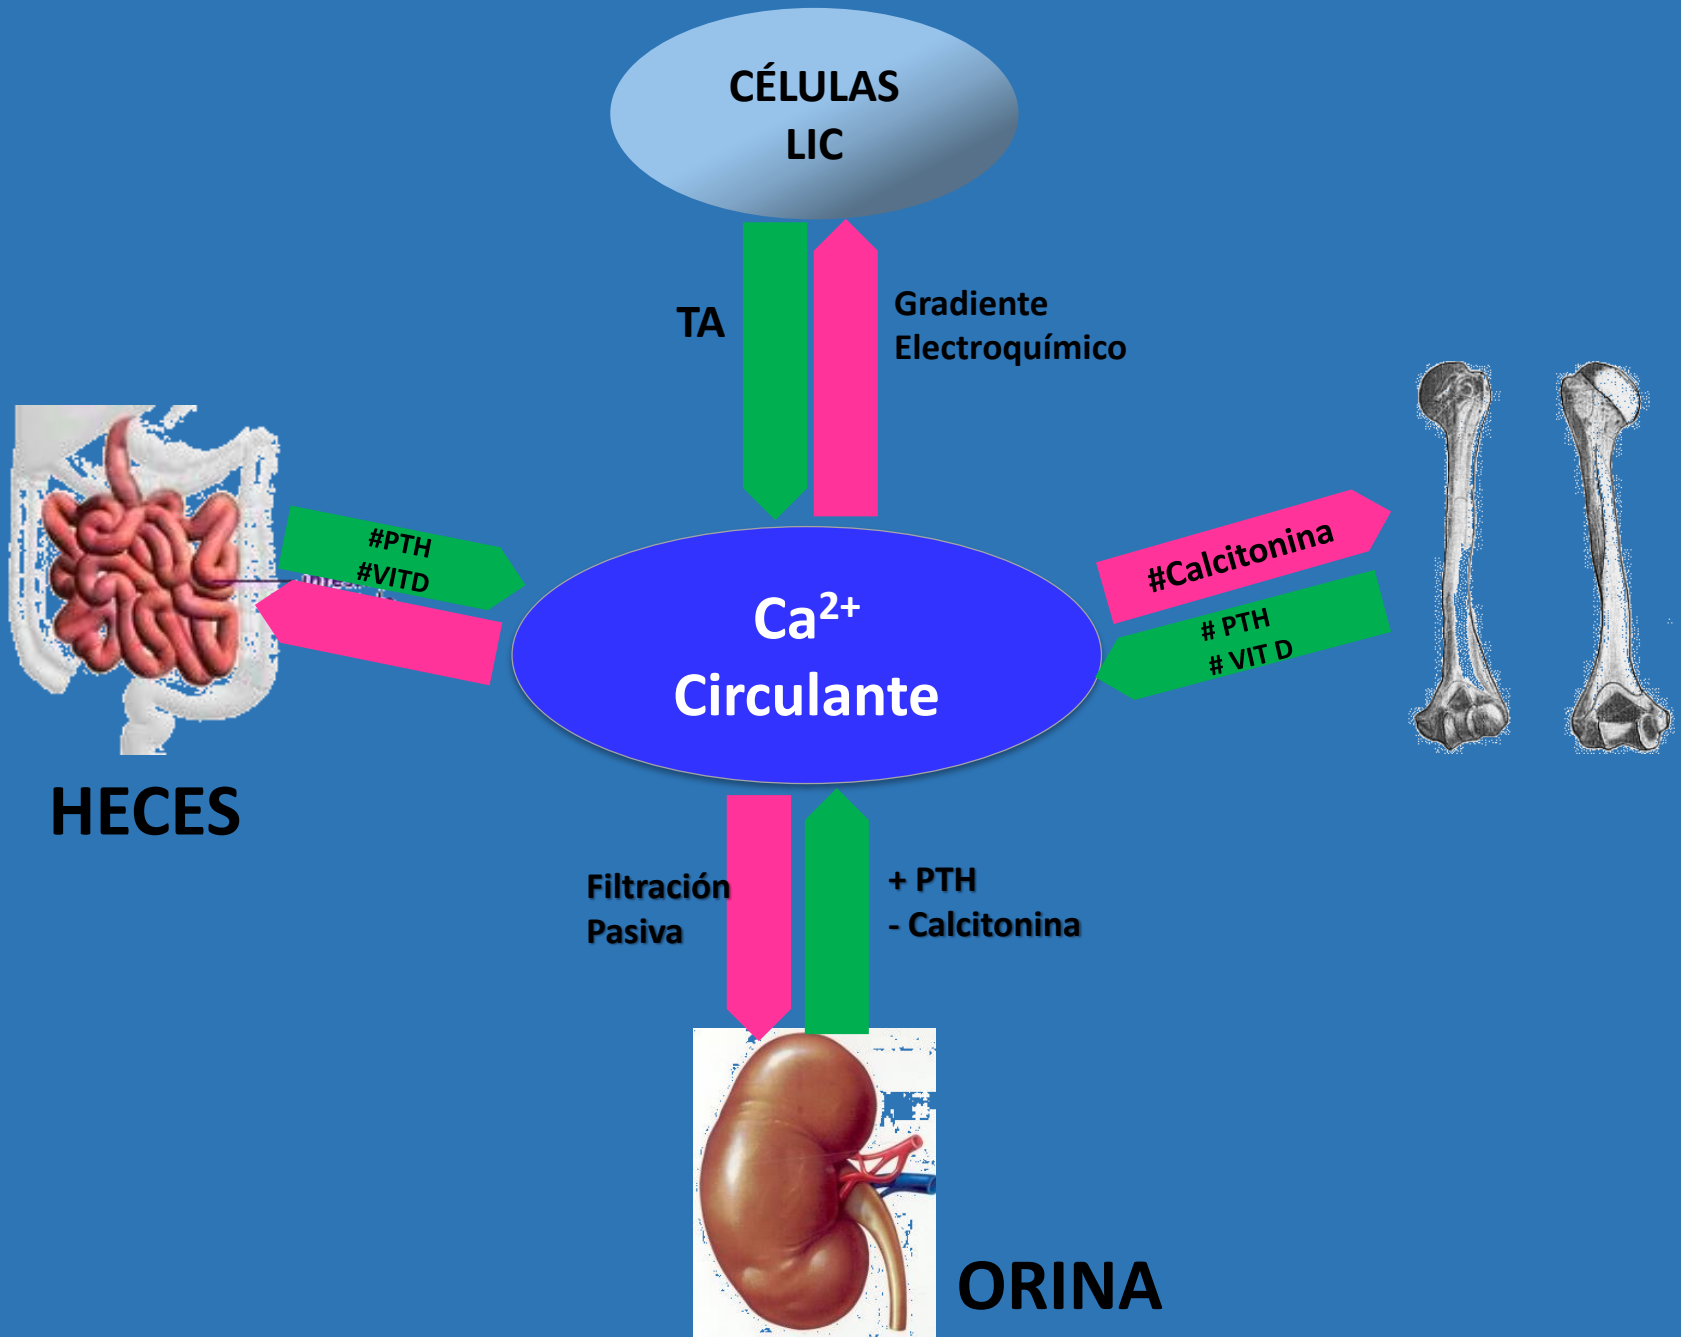 CÉLULAS
LIC
TA
Gradiente
Electroquímico
#PTH
#VITD
#Calcitonina
# PTH
# VIT D
Ca²⁺
Circulante
HECES
Filtración
Pasiva
+ PTH
- Calcitonina
ORINA